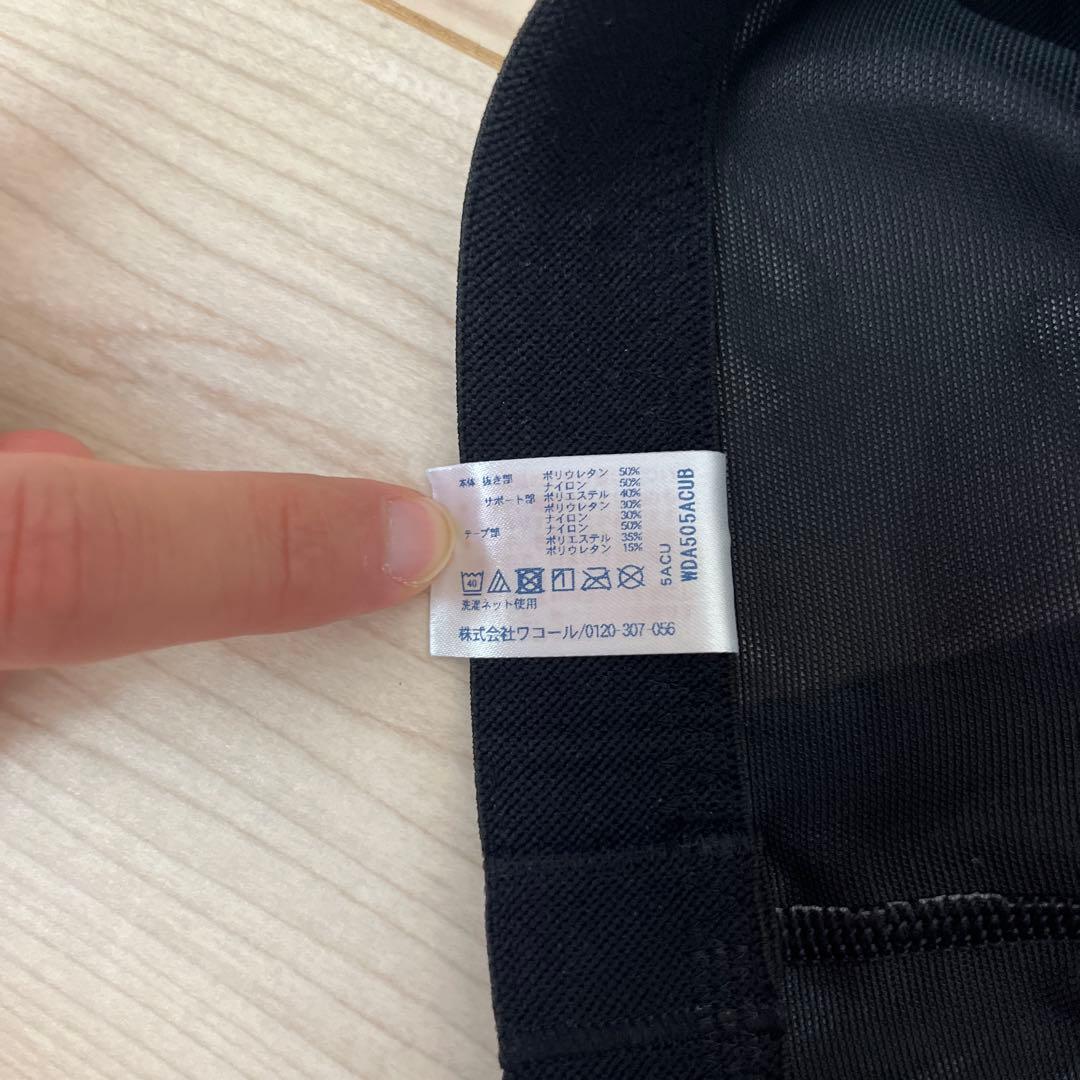 本体 抜き部 ポリウレタン 50%
ナイロン 50%
サポート部 ポリエステル 40%
ポリウレタン 30%
ナイロン 30%
テープ部 ナイロン 50%
ポリエステル 35%
ポリウレタン 15%
40
洗濯ネット使用
株式会社ワコール/0120-307-056
5ACU
WDA505ACUB